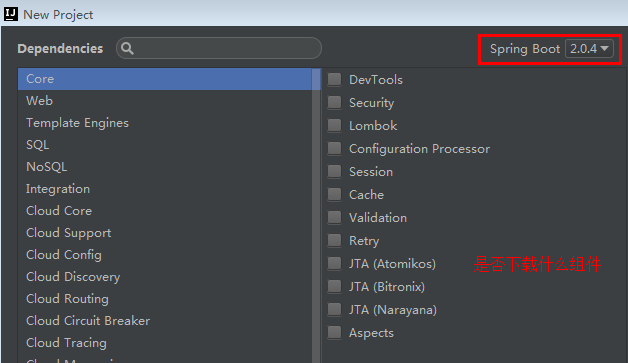 New Project
Dependencies
Spring Boot 2.0.4
Core
Web
Template Engines
SQL
NoSQL
Integration
Cloud Core
Cloud Support
Cloud Config
Cloud Discovery
Cloud Routing
Cloud Circuit Breaker
Cloud Tracing
DevTools
Security
Lombok
Configuration Processor
Session
Cache
Validation
Retry
JTA (Atomikos)
是否下载什么组件
JTA (Bitronix)
JTA (Narayana)
Aspects